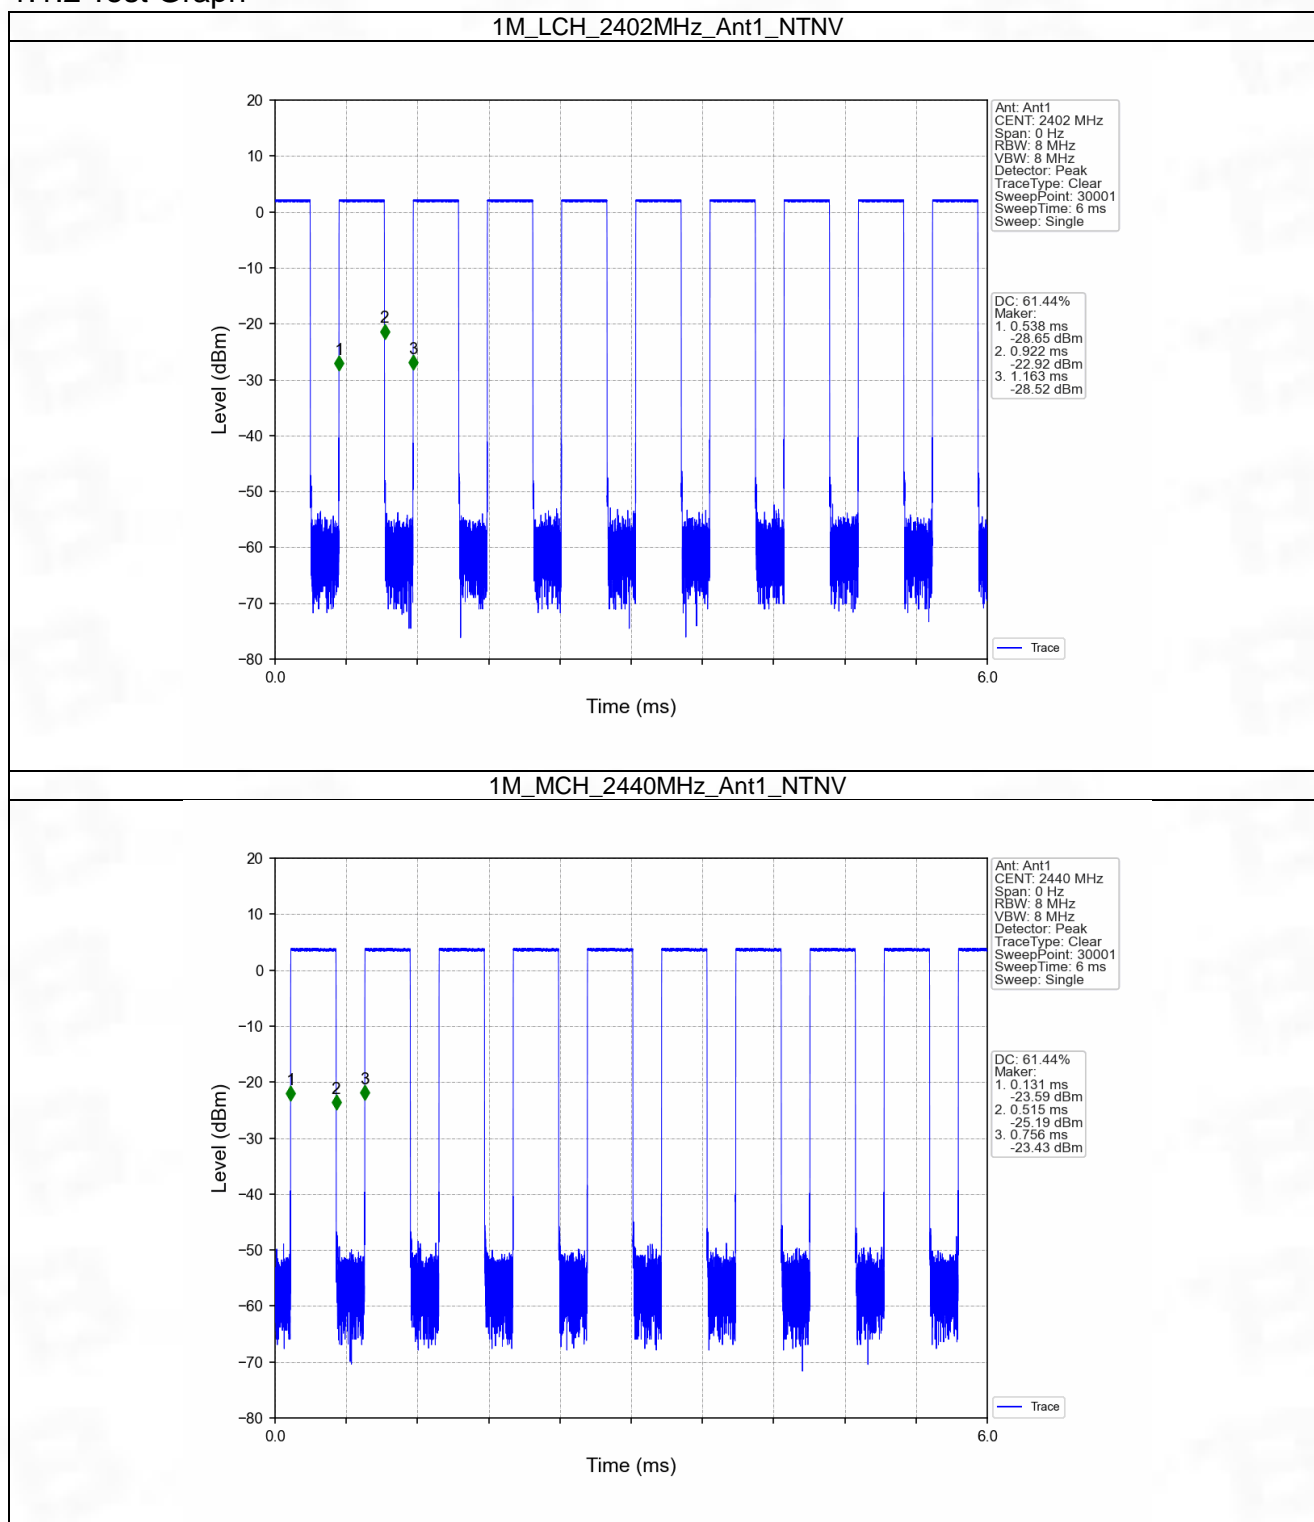 1M_LCH_2402MHz_Ant1_NTNV
20
10
0
−10
−20
−30
−40
−50
−60
−70
−80
Level (dBm)
1
2
3
0.0
6.0
Time (ms)
Ant: Ant1
CENT: 2402 MHz
Span: 0 Hz
RBW: 8 MHz
VBW: 8 MHz
Detector: Peak
TraceType: Clear
SweepPoint: 30001
SweepTime: 6 ms
Sweep: Single
DC: 61.44%
Maker:
1. 0.538 ms
-28.65 dBm
2. 0.922 ms
-22.92 dBm
3. 1.163 ms
-28.52 dBm
Trace
1M_MCH_2440MHz_Ant1_NTNV
20
10
0
−10
−20
−30
−40
−50
−60
−70
−80
Level (dBm)
1
2
3
0.0
6.0
Time (ms)
Ant: Ant1
CENT: 2440 MHz
Span: 0 Hz
RBW: 8 MHz
VBW: 8 MHz
Detector: Peak
TraceType: Clear
SweepPoint: 30001
SweepTime: 6 ms
Sweep: Single
DC: 61.44%
Maker:
1. 0.131 ms
-23.59 dBm
2. 0.515 ms
-25.19 dBm
3. 0.756 ms
-23.43 dBm
Trace